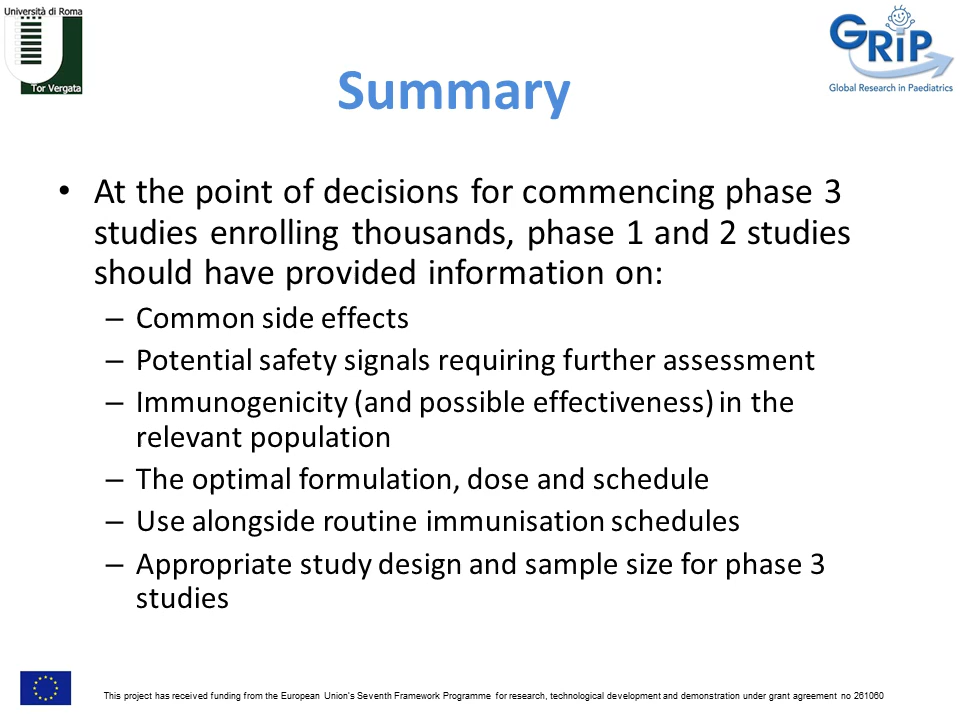 Università di Roma
Tor Vergata
GRiP
Global Research in Paediatrics
Summary
• At the point of decisions for commencing phase 3
studies enrolling thousands, phase 1 and 2 studies
should have provided information on:
– Common side effects
– Potential safety signals requiring further assessment
– Immunogenicity (and possible effectiveness) in the
relevant population
– The optimal formulation, dose and schedule
– Use alongside routine immunisation schedules
– Appropriate study design and sample size for phase 3
studies
This project has received funding from the European Union's Seventh Framework Programme for research, technological development and demonstration under grant agreement no 261060